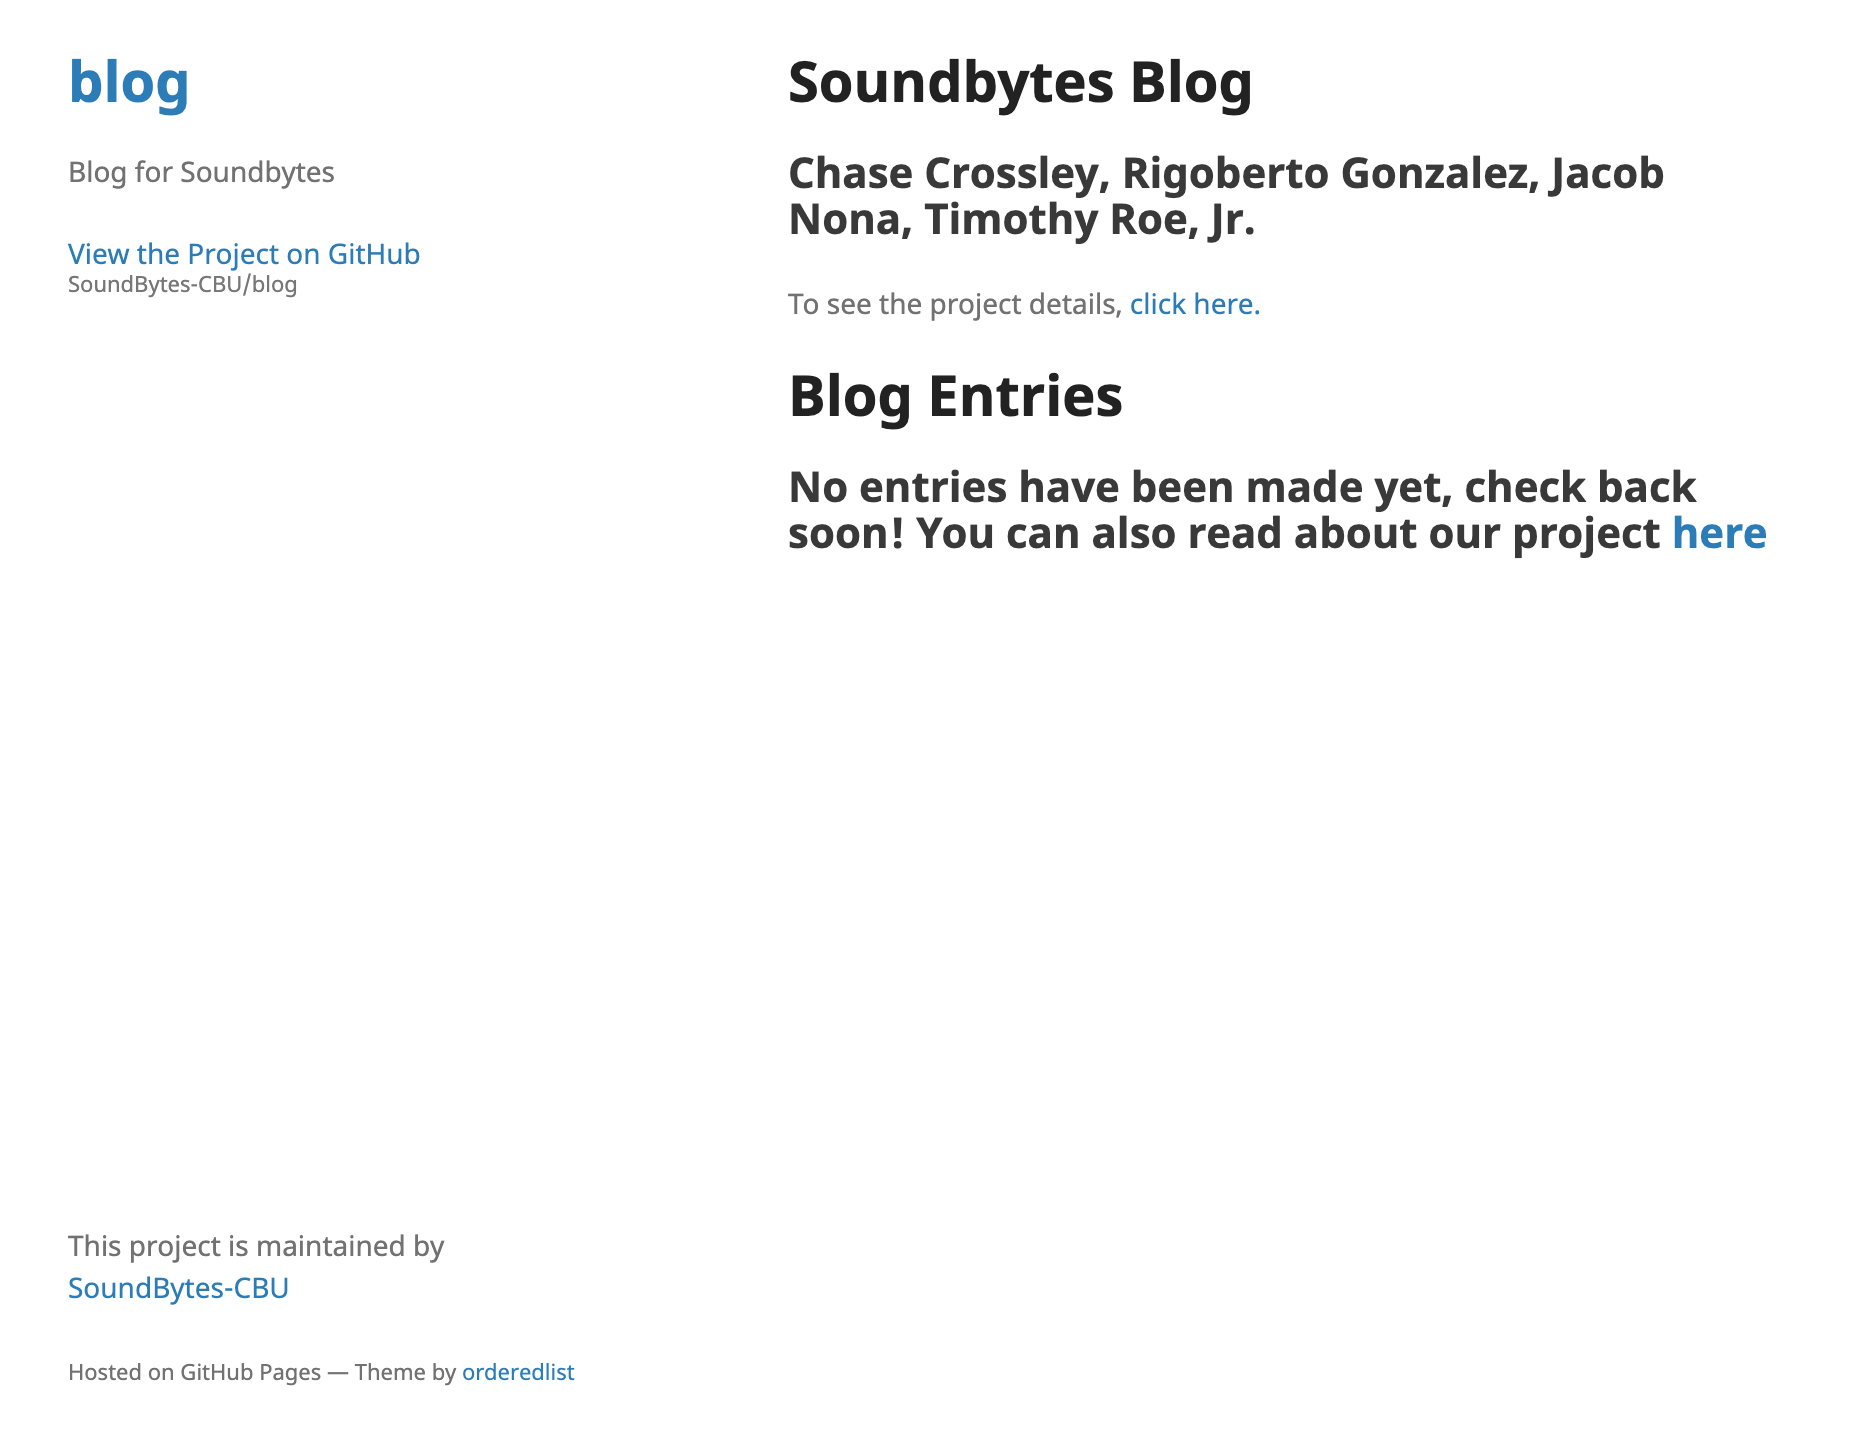 blog
Blog for Soundbytes
View the Project on GitHub
SoundBytes-CBU/blog
Soundbytes Blog
Chase Crossley, Rigoberto Gonzalez, Jacob
Nona, Timothy Roe, Jr.
To see the project details, click here.
Blog Entries
No entries have been made yet, check back
soon! You can also read about our project here
This project is maintained by
SoundBytes-CBU
Hosted on GitHub Pages — Theme by orderedlist